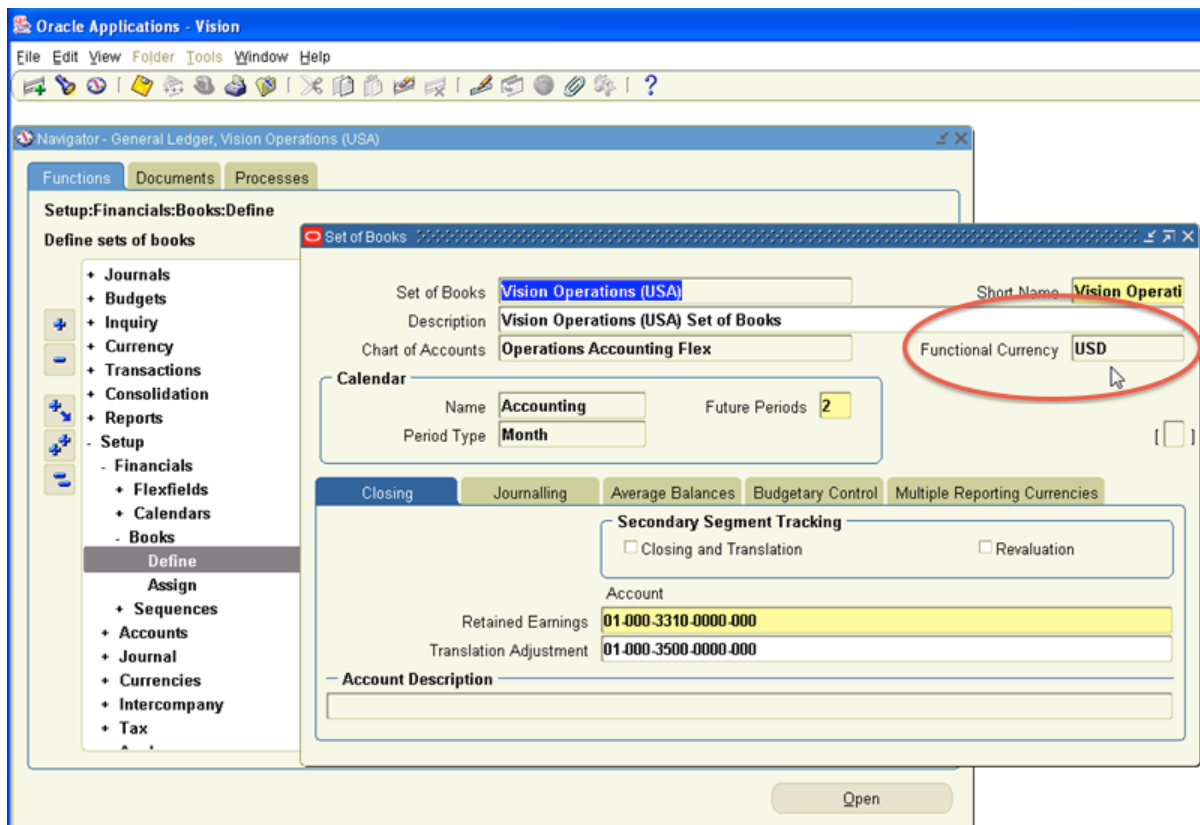 Oracle Applications - Vision
File Edit View Folder Tools Window Help
Navigator - General Ledger, Vision Operations (USA)
Functions Documents Processes
Setup:Financials:Books:Define
Define sets of books
+ Journals
+ Budgets
+ Inquiry
+ Currency
+ Transactions
+ Consolidation
+ Reports
- Setup
- Financials
+ Flexfields
+ Calendars
- Books
Define
Assign
+ Sequences
+ Accounts
+ Journal
+ Currencies
+ Intercompany
+ Tax
Set of Books
Set of Books Vision Operations (USA) Short Name Vision Operati
Description Vision Operations (USA) Set of Books
Chart of Accounts Operations Accounting Flex Functional Currency USD
Calendar
Name Accounting Future Periods 2
Period Type Month
[ ]
Closing Journalling Average Balances Budgetary Control Multiple Reporting Currencies
Secondary Segment Tracking
Closing and Translation Revaluation
Account
Retained Earnings 01-000-3310-0000-000
Translation Adjustment 01-000-3500-0000-000
Account Description
Open